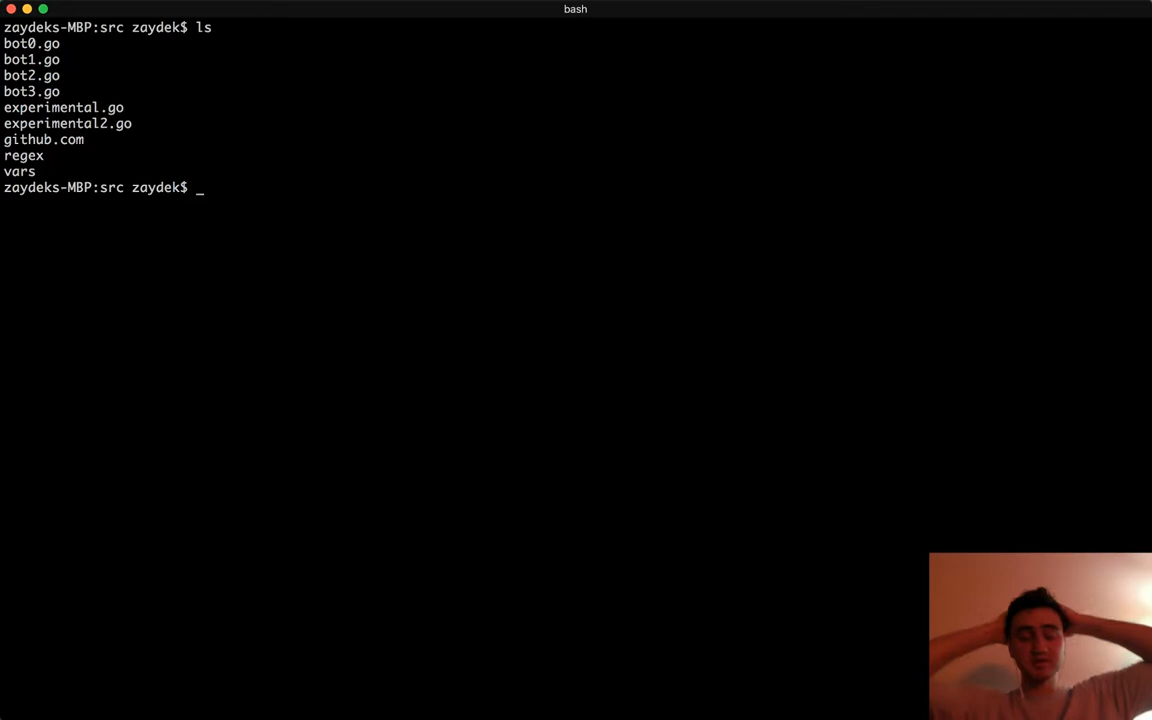 bash
zaydeks-MBP:src zaydek$ ls
bot0.go
bot1.go
bot2.go
bot3.go
experimental.go
experimental2.go
github.com
regex
vars
zaydeks-MBP:src zaydek$ _